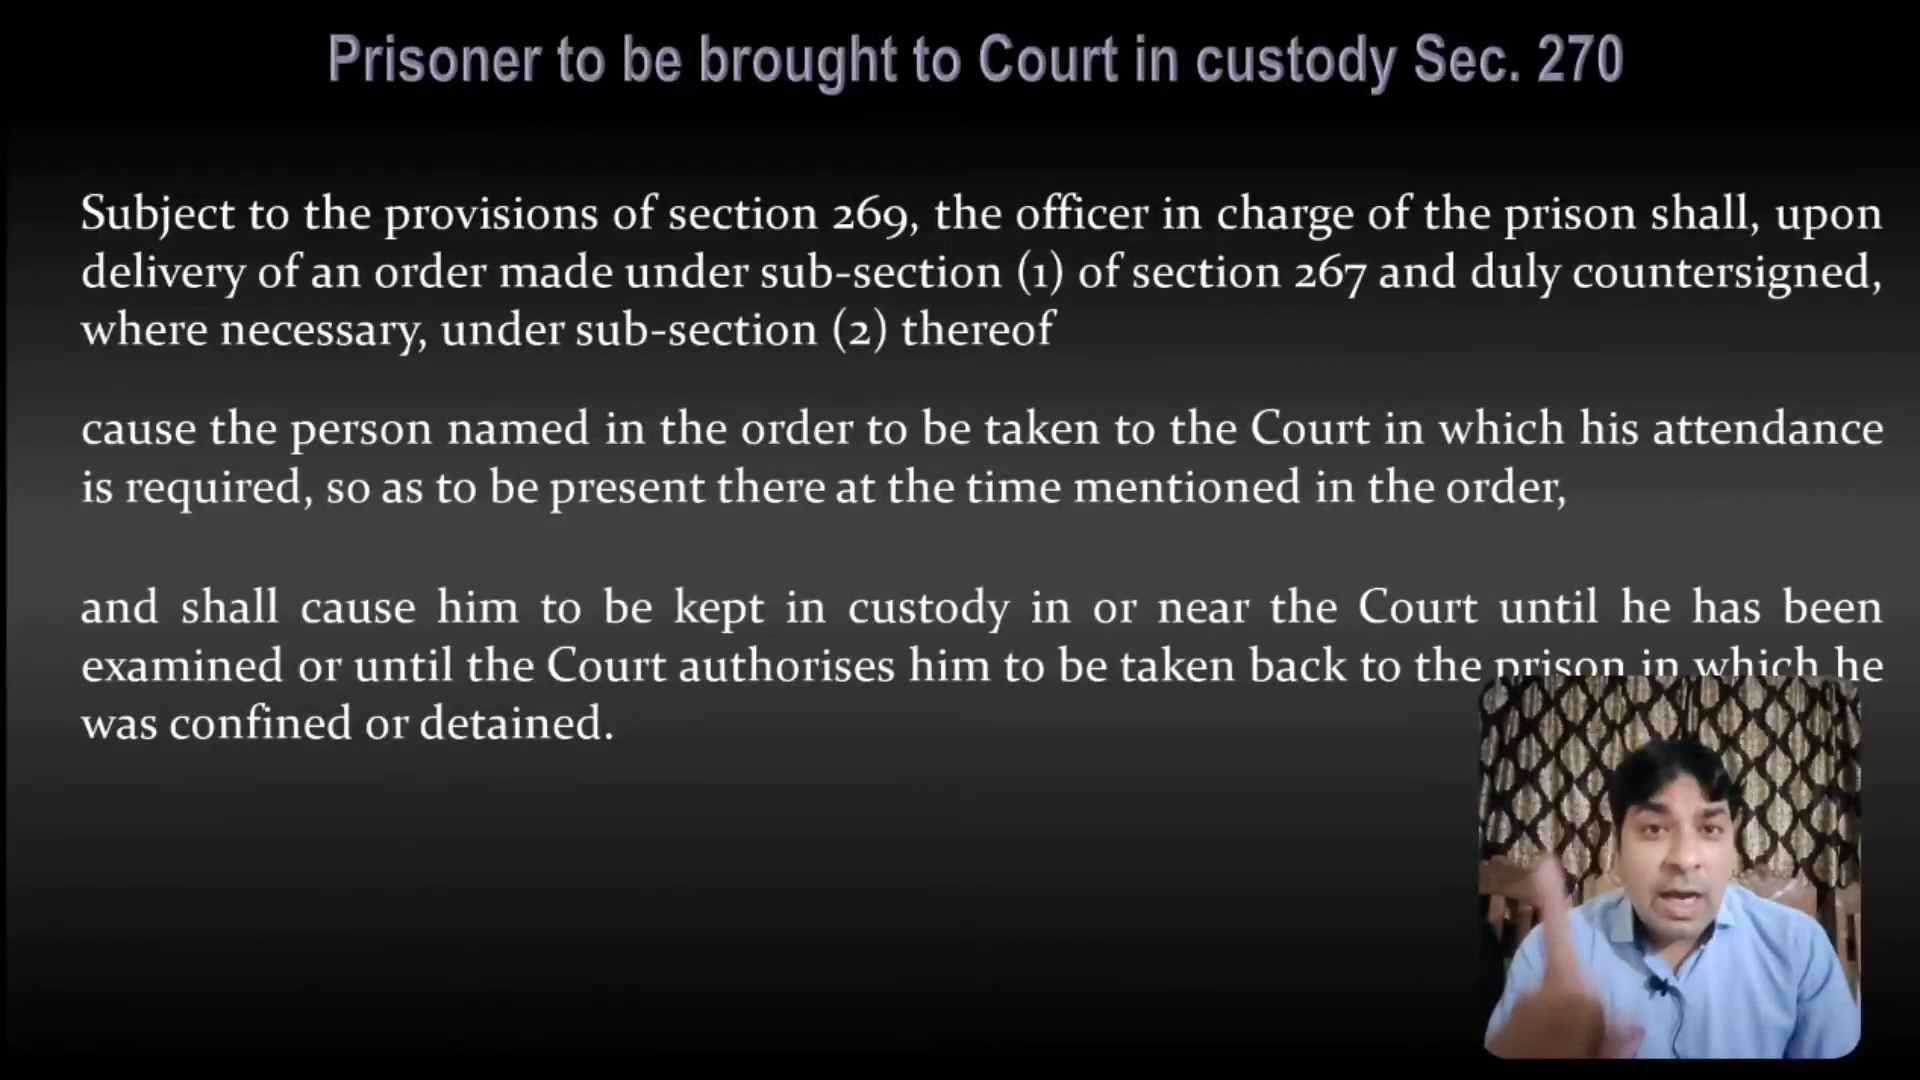 Prisoner to be brought to Court in custody Sec. 270
Subject to the provisions of section 269, the officer in charge of the prison shall, upon
delivery of an order made under sub-section (1) of section 267 and duly countersigned,
where necessary, under sub-section (2) thereof
cause the person named in the order to be taken to the Court in which his attendance
is required, so as to be present there at the time mentioned in the order,
and shall cause him to be kept in custody in or near the Court until he has been
examined or until the Court authorises him to be taken back to the prison in which he
was confined or detained.